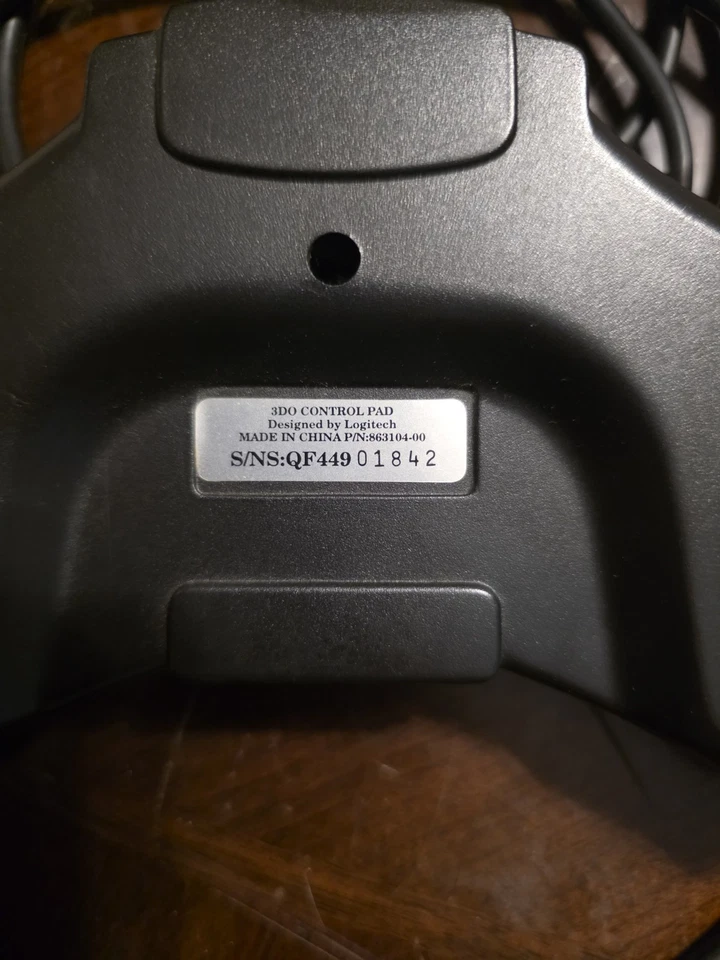 3DO CONTROL PAD
Designed by Logitech
MADE IN CHINA P/N:863104-00
S/NS:QF449 01842